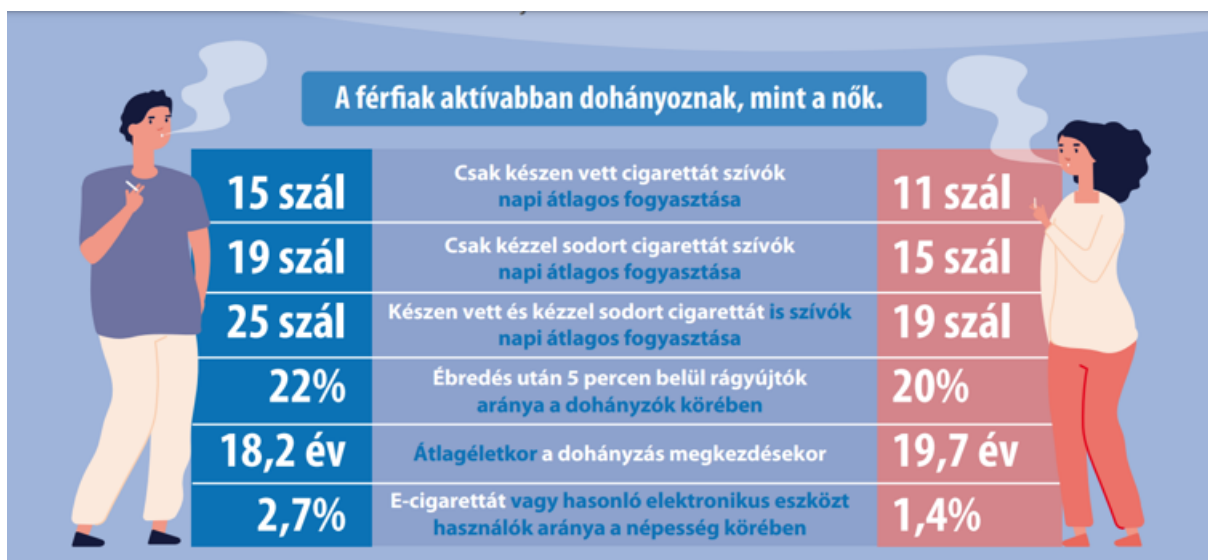 A férfiak aktívabban dohányoznak, mint a nők.
15 szál
Csak készen vett cigarettát szívók
napi átlagos fogyasztása
11 szál
19 szál
Csak kézzel sodort cigarettát szívók
napi átlagos fogyasztása
15 szál
25 szál
Készen vett és kézzel sodort cigarettát is szívók
napi átlagos fogyasztása
19 szál
22%
Ébredés után 5 percen belül rágyújtók
aránya a dohányzók körében
20%
18,2 év
Átlagéletkor a dohányzás megkezdésekor
19,7 év
2,7%
E-cigarettát vagy hasonló elektronikus eszközt
használók aránya a népesség körében
1,4%